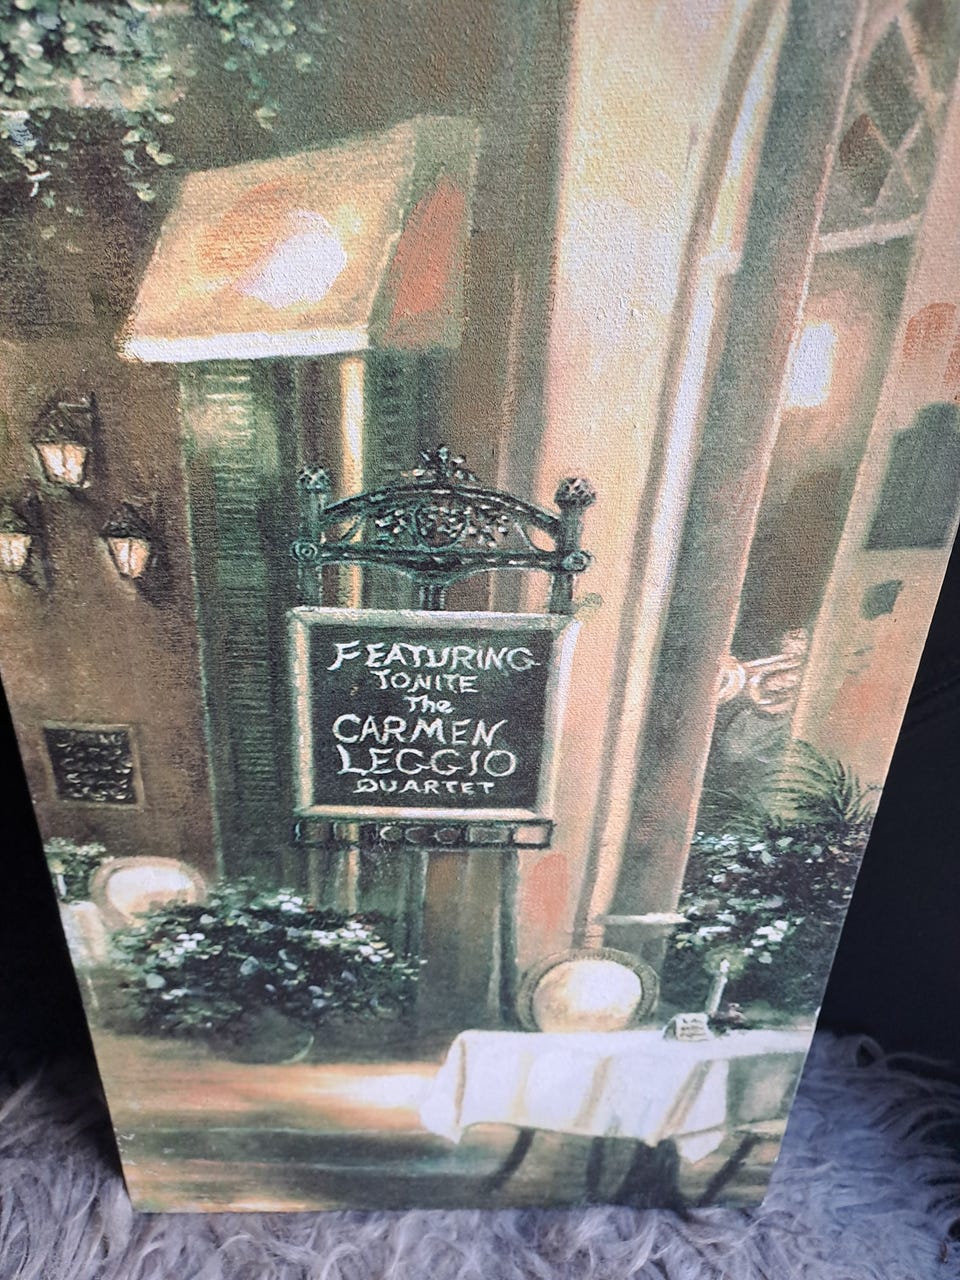 FEATURING
TONITE
The
CARMEN
LEGGIO
QUARTET